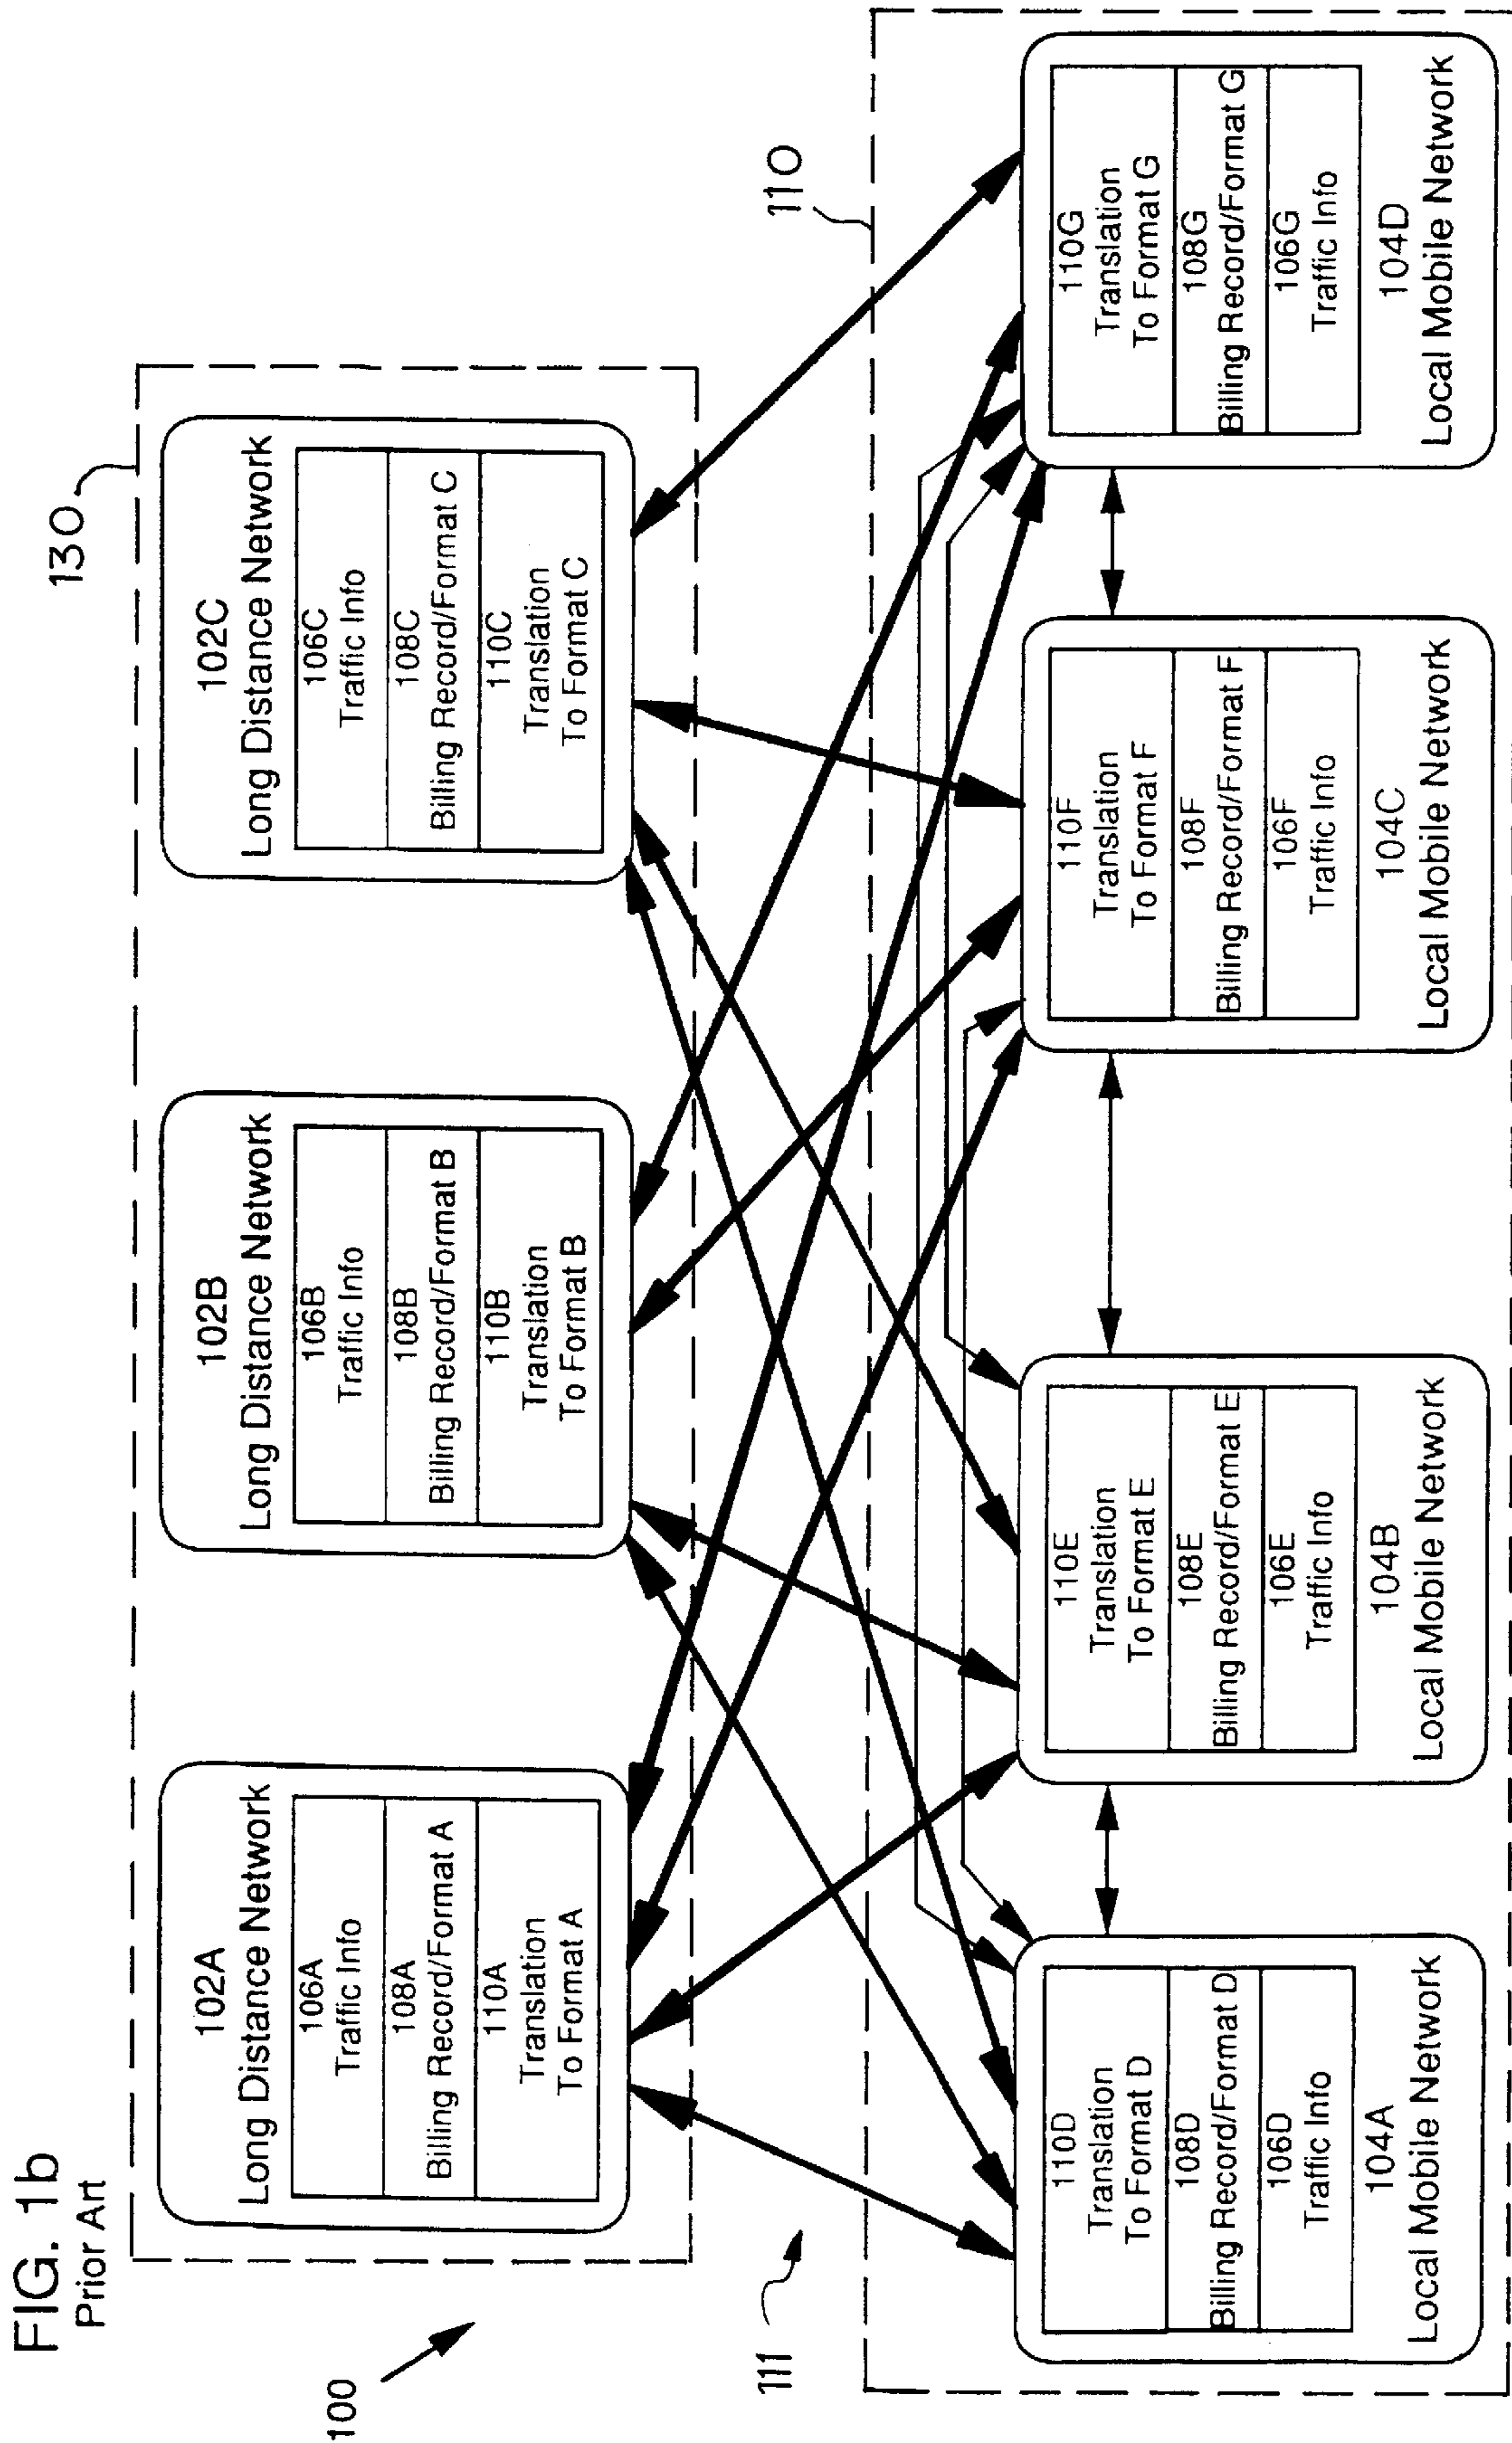 FIG. 1b
Prior Art
100
130
102A
Long Distance Network
106A
Traffic Info
108A
Billing Record/Format A
110A
Translation
To Format A
102B
Long Distance Network
106B
Traffic Info
108B
Billing Record/Format B
110B
Translation
To Format B
102C
Long Distance Network
106C
Traffic Info
108C
Billing Record/Format C
110C
Translation
To Format C
111
110
110D
Translation
To Format D
108D
Billing Record/Format D
106D
Traffic Info
104A
Local Mobile Network
110E
Translation
To Format E
108E
Billing Record/Format E
106E
Traffic Info
104B
Local Mobile Network
110F
Translation
To Format F
108F
Billing Record/Format F
106F
Traffic Info
104C
Local Mobile Network
110G
Translation
To Format G
108G
Billing Record/Format G
106G
Traffic Info
104D
Local Mobile Network